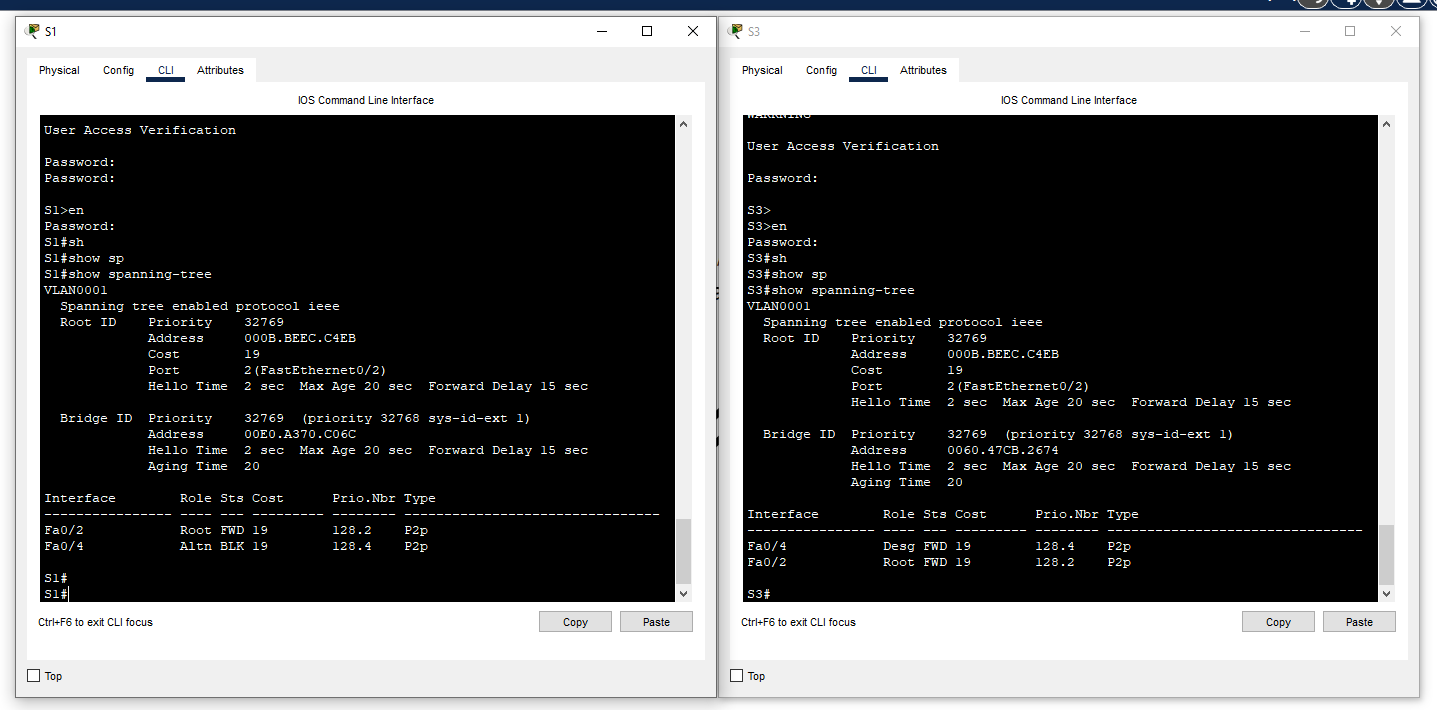 S1
Physical Config CLI Attributes
IOS Command Line Interface
User Access Verification
Password:
Password:
S1>en
Password:
S1#sh
S1#show sp
S1#show spanning-tree
VLAN0001
Spanning tree enabled protocol ieee
Root ID Priority 32769
Address 000B.BEEC.C4EB
Cost 19
Port 2(FastEthernet0/2)
Hello Time 2 sec Max Age 20 sec Forward Delay 15 sec
Bridge ID Priority 32769 (priority 32768 sys-id-ext 1)
Address 00E0.A370.C06C
Hello Time 2 sec Max Age 20 sec Forward Delay 15 sec
Aging Time 20
Interface Role Sts Cost Prio.Nbr Type
---------------- ---- --- --------- -------- --------------------------------
Fa0/2 Root FWD 19 128.2 P2p
Fa0/4 Altn BLK 19 128.4 P2p
S1#
S1#
Ctrl+F6 to exit CLI focus
Copy Paste
Top
S3
Physical Config CLI Attributes
IOS Command Line Interface
User Access Verification
Password:
S3>
S3>en
Password:
S3#sh
S3#show sp
S3#show spanning-tree
VLAN0001
Spanning tree enabled protocol ieee
Root ID Priority 32769
Address 000B.BEEC.C4EB
Cost 19
Port 2(FastEthernet0/2)
Hello Time 2 sec Max Age 20 sec Forward Delay 15 sec
Bridge ID Priority 32769 (priority 32768 sys-id-ext 1)
Address 0060.47CB.2674
Hello Time 2 sec Max Age 20 sec Forward Delay 15 sec
Aging Time 20
Interface Role Sts Cost Prio.Nbr Type
---------------- ---- --- --------- -------- --------------------------------
Fa0/4 Desg FWD 19 128.4 P2p
Fa0/2 Root FWD 19 128.2 P2p
S3#
Ctrl+F6 to exit CLI focus
Copy Paste
Top